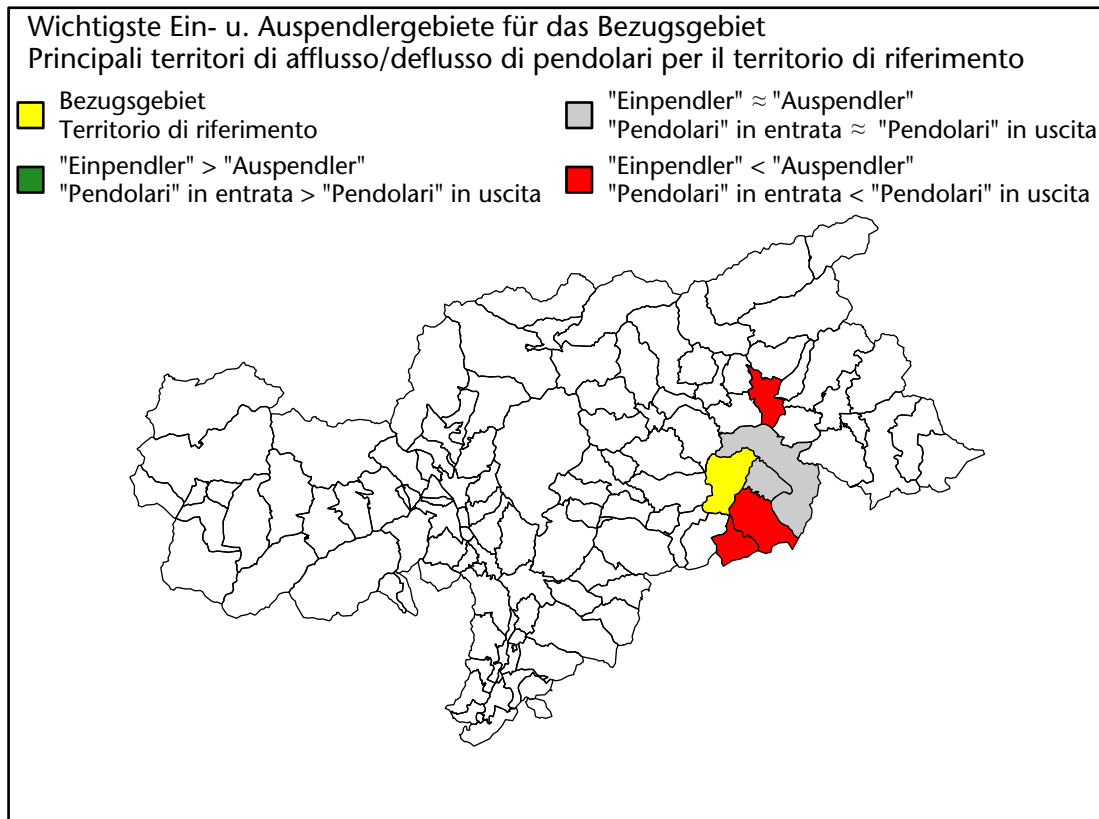 Wichtigste Ein- u. Auspendlergebiete für das Bezugsgebiet
Principali territori di afflusso/deflusso di pendolari per il territorio di riferimento
Bezugsgebiet
Territorio di riferimento
"Einpendler" > "Auspendler"
"Pendolari" in entrata > "Pendolari" in uscita
"Einpendler" ≈ "Auspendler"
"Pendolari" in entrata ≈ "Pendolari" in uscita
"Einpendler" < "Auspendler"
"Pendolari" in entrata < "Pendolari" in uscita